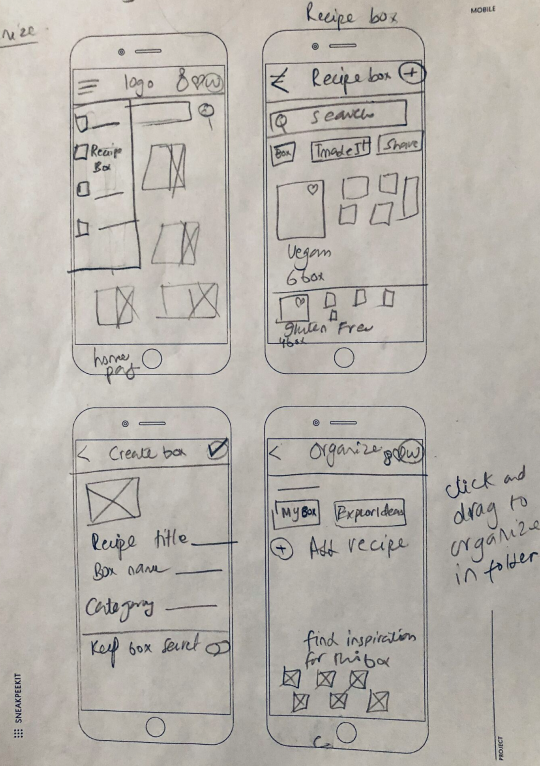 Recipe box
MOBILE
nize
logo
W
Recipe
Box
home
page
Recipe box +
Search
Box
I made It
Share
Vegan
6 box
Gluten Free
4 box
Create box
Recipe title
Box name
Category
Keep box secret
Organize W
My Box
Explor Ideas
+ Add recipe
find inspiration
for this box
click and
drag to
organize
in folder
SNEAKPEEKIT
PROJECT